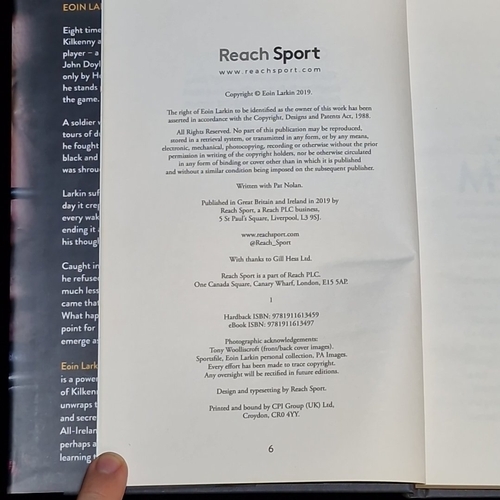 EOIN LA
Eight time
Kilkenny a
player – a
John Doyl
only by He
he stands
the game.
A soldier
tours of d
he fought
black and
was shrou
Larkin suf
day it crep
every wak
ending it
his though
Caught in
he refuse
much less
came that
What hap
point for
emerge as
Eoin Lark
is a power
of Kilkenn
unwraps t
and secre
All-Irelan
perhaps a
learning t
Reach Sport
www.reachsport.com
Copyright © Eoin Larkin 2019.
The right of Eoin Larkin to be identified as the owner of this work has been
asserted in accordance with the Copyright, Designs and Patents Act, 1988.
All Rights Reserved. No part of this publication may be reproduced,
stored in a retrieval system, or transmitted in any form, or by any means,
electronic, mechanical, photocopying, recording or otherwise without the prior
permission in writing of the copyright holders, nor be otherwise circulated
in any form of binding or cover other than in which it is published
and without a similar condition being imposed on the subsequent publisher.
Written with Pat Nolan.
Published in Great Britain and Ireland in 2019 by
Reach Sport, a Reach PLC business,
5 St Paul's Square, Liverpool, L3 9SJ.
www.reachsport.com
@Reach_Sport
With thanks to Gill Hess Ltd.
Reach Sport is a part of Reach PLC.
One Canada Square, Canary Wharf, London, E15 5AP.
1
Hardback ISBN: 9781911613459
eBook ISBN: 9781911613497
Photographic acknowledgements:
Tony Woolliscroft (front/back cover images).
Sportsfile, Eoin Larkin personal collection, PA Images.
Every effort has been made to trace copyright.
Any oversight will be rectified in future editions.
Design and typesetting by Reach Sport.
Printed and bound by CPI Group (UK) Ltd,
Croydon, CR0 4YY.
6